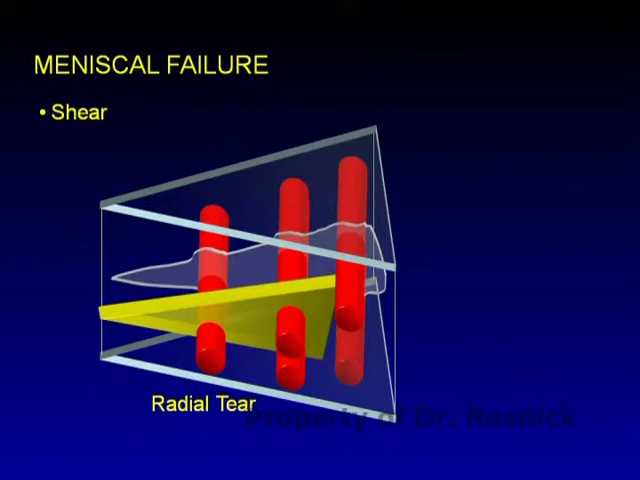 MENISCAL FAILURE
• Shear
Radial Tear
Property of Dr. Resnick